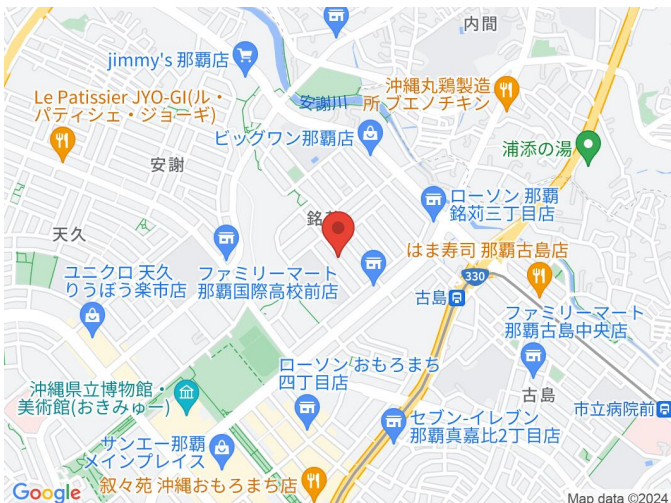 内間
jimmy's 那覇店
沖縄丸鶏製造
所 ブエノチキン
安謝川
Le Patissier JYO-GI(ル・
パティシェ・ジョーギ)
ビッグワン那覇店
浦添の湯
安謝
ローソン 那覇
銘苅三丁目店
銘
天久
はま寿司 那覇古島店
ユニクロ 天久
りうぼう楽市店
ファミリーマート
那覇国際高校前店
330
古島
ファミリーマート
那覇古島中央店
ローソン おもろまち
四丁目店
沖縄県立博物館・
美術館(おきみゅー)
古島
市立病院前
セブン-イレブン
那覇真嘉比2丁目店
サンエー那覇
メインプレイス
叙々苑 沖縄おもろまち店
Google
Map data ©2024